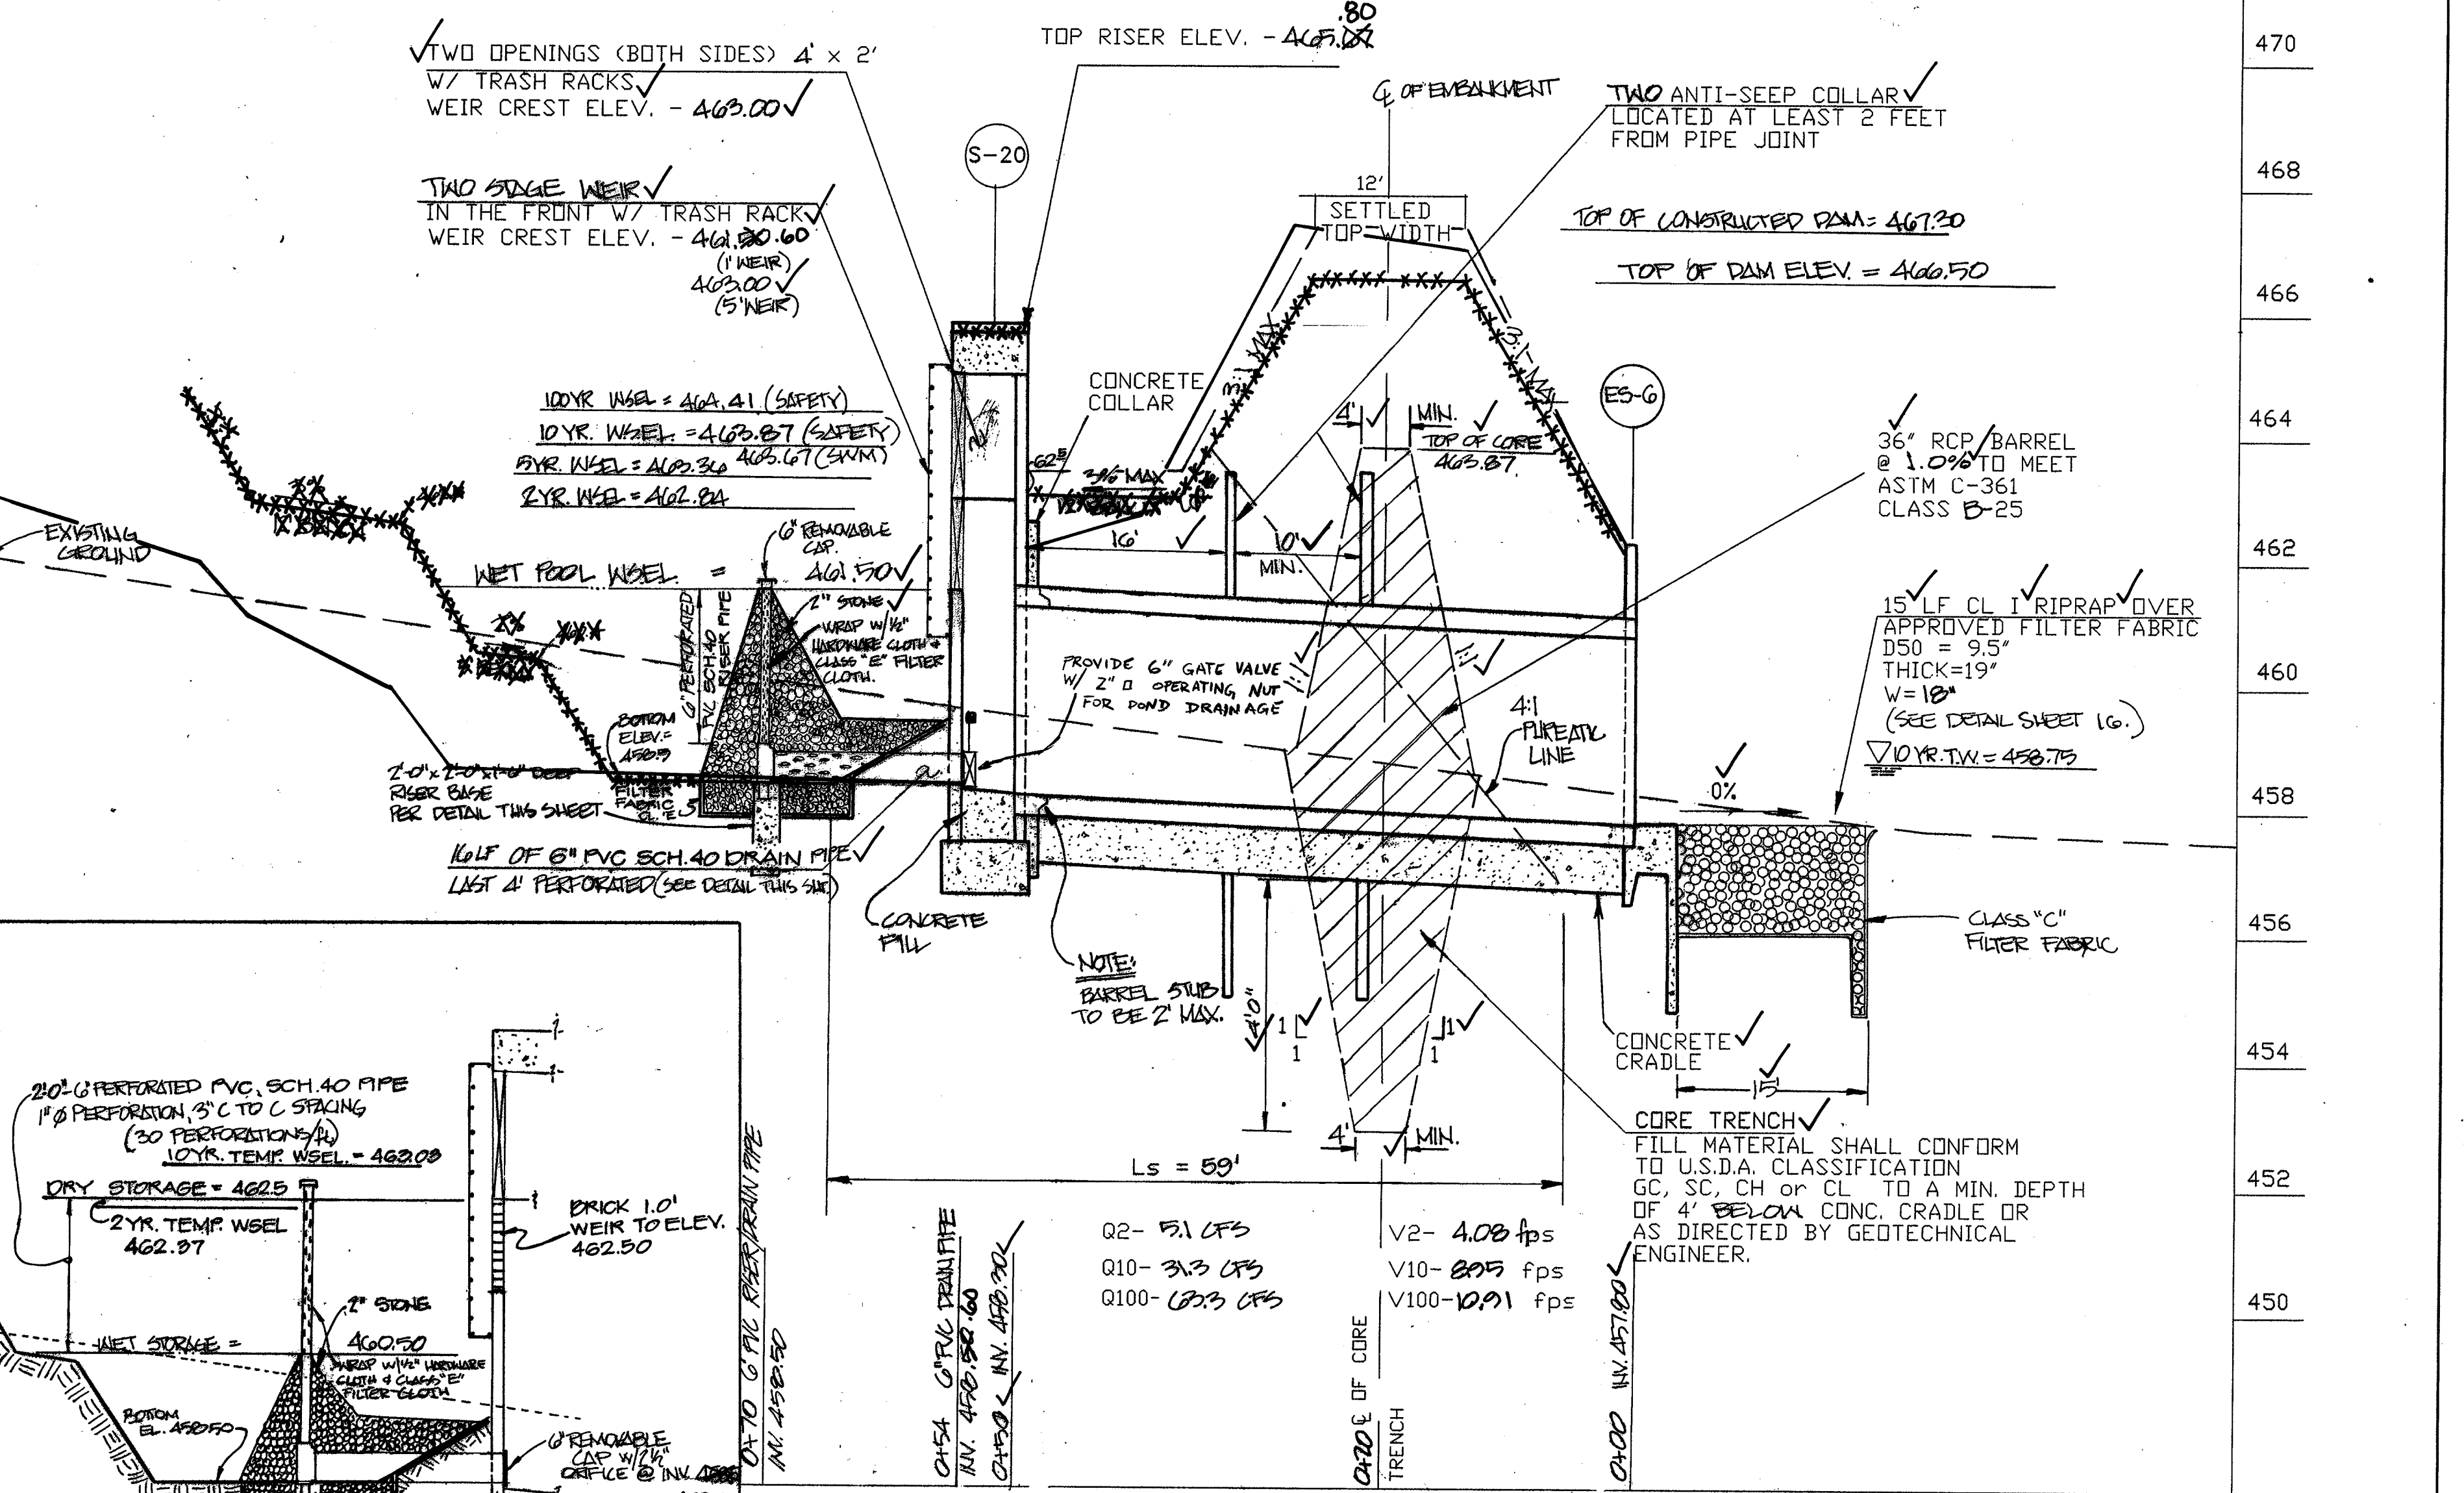 ✓TWO OPENINGS (BOTH SIDES) 4' x 2'
W/ TRASH RACKS ✓
WEIR CREST ELEV. - 463.00 ✓
TWO STAGE WEIR ✓
IN THE FRONT W/ TRASH RACK ✓
WEIR CREST ELEV. - 461.50.60
(1' WEIR)
463.00 ✓
(5' WEIR)
.80
TOP RISER ELEV. - 465.
S-20
℄ OF EMBANKMENT
12'
SETTLED
TOP WIDTH
TWO ANTI-SEEP COLLAR ✓
LOCATED AT LEAST 2 FEET
FROM PIPE JOINT
TOP OF CONSTRUCTED DAM = 467.30
TOP OF DAM ELEV. = 466.50
470
468
466
464
462
460
458
456
454
452
450
100YR WSEL = 464.41 (SAFETY)
10YR. WSEL = 463.87 (SAFETY)
463.67 (SWM)
5YR. WSEL = 463.36
2YR. WSEL = 462.84
CONCRETE
COLLAR
3:1 MAX
3:1 MAX
3% MAX
ES-6
4' ✓ MIN.
TOP OF CORE ✓
463.87
✓
36" RCP BARREL ✓
@ 1.0% TO MEET
ASTM C-361
CLASS B-25
EXISTING
GROUND
WET POOL WSEL. = 461.50 ✓
6" REMOVABLE
CAP.
2" STONE ✓
WRAP W/ ½"
HARDWARE CLOTH &
CLASS "E" FILTER
CLOTH.
6" PERFORATED
PVC SCH.40
RISER PIPE
16' ✓
10' ✓
MIN.
PROVIDE 6" GATE VALVE
W/ 2" □ OPERATING NUT
FOR POND DRAINAGE
4:1
PHREATIC
LINE
15' LF CL I RIPRAP OVER
APPROVED FILTER FABRIC
D50 = 9.5"
THICK=19"
W= 18"
(SEE DETAIL SHEET 16.)
▽ 10 YR. T.W. = 458.75
✓
0%
BOTTOM
ELEV.=
458.5
2'-0" x 2'-0" x 1'-6" DEEP
RISER BASE
PER DETAIL THIS SHEET
FILTER
FABRIC
CL. "E"
16 LF OF 6" PVC SCH.40 DRAIN PIPE ✓
LAST 4' PERFORATED (SEE DETAIL THIS SHT.)
CONCRETE
FILL
NOTE:
BARREL STUB
TO BE 2' MAX.
4'0"
1
1
1
1
CLASS "C"
FILTER FABRIC
CONCRETE ✓
CRADLE
15'
4' ✓ MIN.
CORE TRENCH ✓
FILL MATERIAL SHALL CONFORM
TO U.S.D.A. CLASSIFICATION
GC, SC, CH or CL TO A MIN. DEPTH
OF 4' BELOW CONC. CRADLE OR
AS DIRECTED BY GEOTECHNICAL
ENGINEER.
Ls = 59'
Q2- 5.1 CFS
Q10- 31.3 CFS
Q100- 63.3 CFS
V2- 4.08 fps
V10- 8.95 fps
V100- 10.91 fps
2'0"-6" PERFORATED PVC, SCH.40 PIPE
1" Ø PERFORATION, 3" C TO C SPACING
(30 PERFORATIONS/ft.)
10YR. TEMP. WSEL. = 463.03
DRY STORAGE = 462.5
2YR. TEMP. WSEL
462.37
BRICK 1.0'
WEIR TO ELEV.
462.50
2" STONE
WET STORAGE = 460.50
WRAP W/ ½" HARDWARE
CLOTH & CLASS "E"
FILTER CLOTH
BOTTOM
EL. 458.50
6" REMOVABLE
CAP W/ 2½"
ORIFICE @ INV.
0+70 6" PVC RISER/DRAIN PIPE
INV. 458.50
0+54 6" PVC DRAIN PIPE
INV. 458.60
0+50 ✓ INV. 458.30 ✓
0+20 ℄ OF CORE
TRENCH
0+00 INV. 457.80 ✓